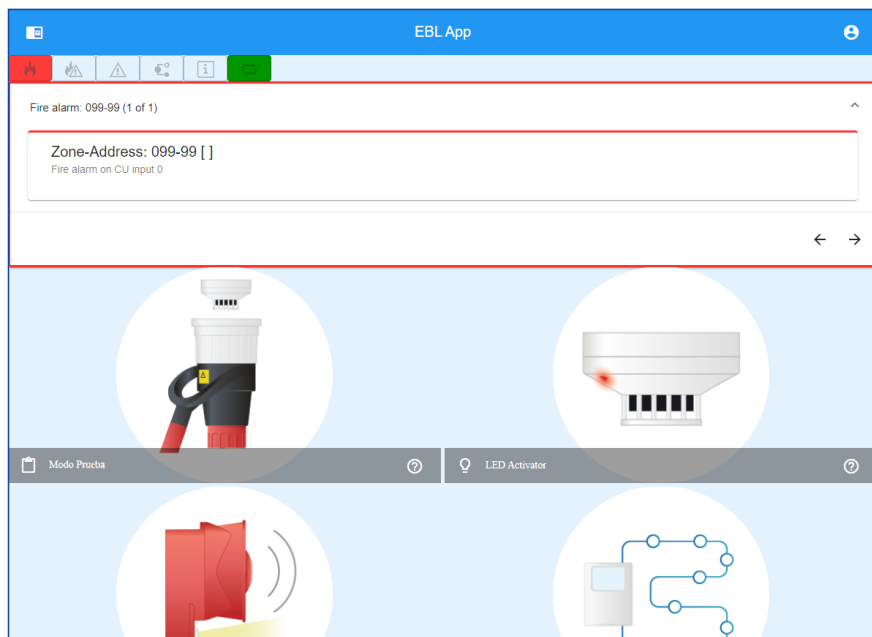 EBL App
Fire alarm: 099-99 (1 of 1)
Zone-Address: 099-99 [ ]
Fire alarm on CU input 0
Modo Prueba
LED Activator